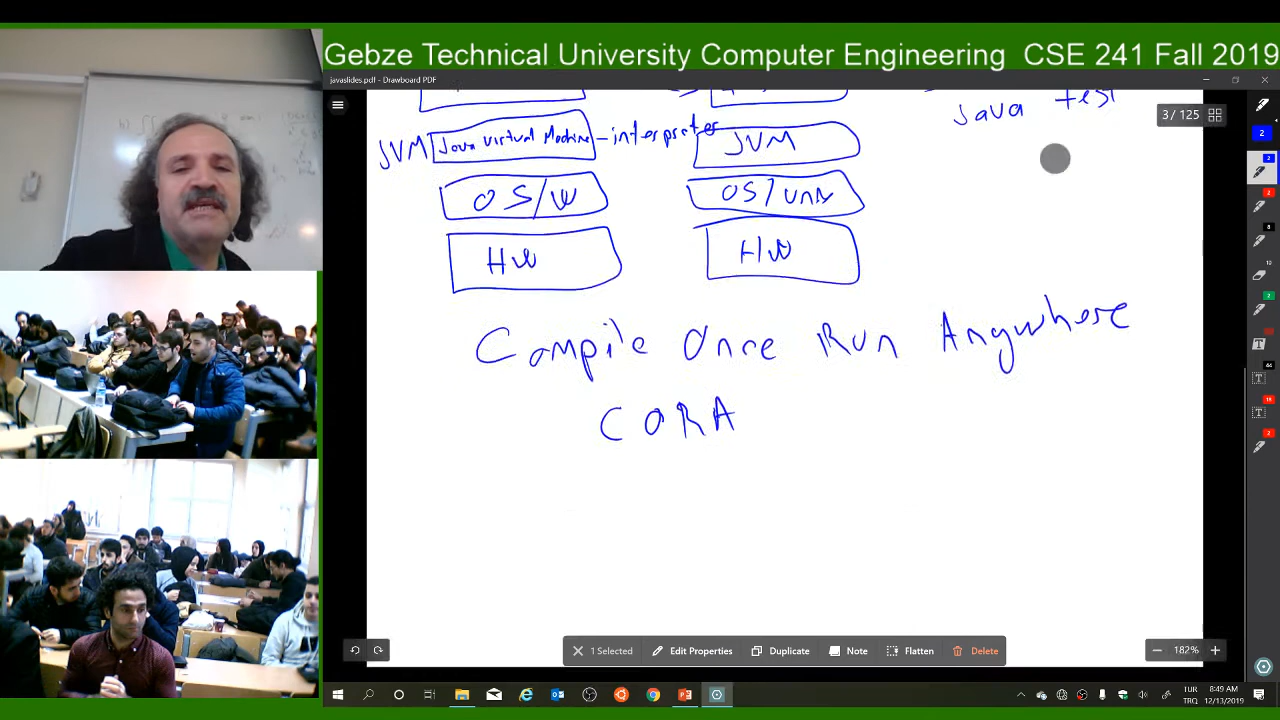 Gebze Technical University Computer Engineering CSE 241 Fall 2019
javaslides.pdf - Drawboard PDF
3 / 125
Java Test
JVM Java Virtual Machine - interpreter JVM
OS/W OS/Unix
HW HW
Compile Once Run Anywhere
CORA
1 Selected Edit Properties Duplicate Note Flatten Delete
182%
TUR 8:49 AM
TRQ 12/13/2019